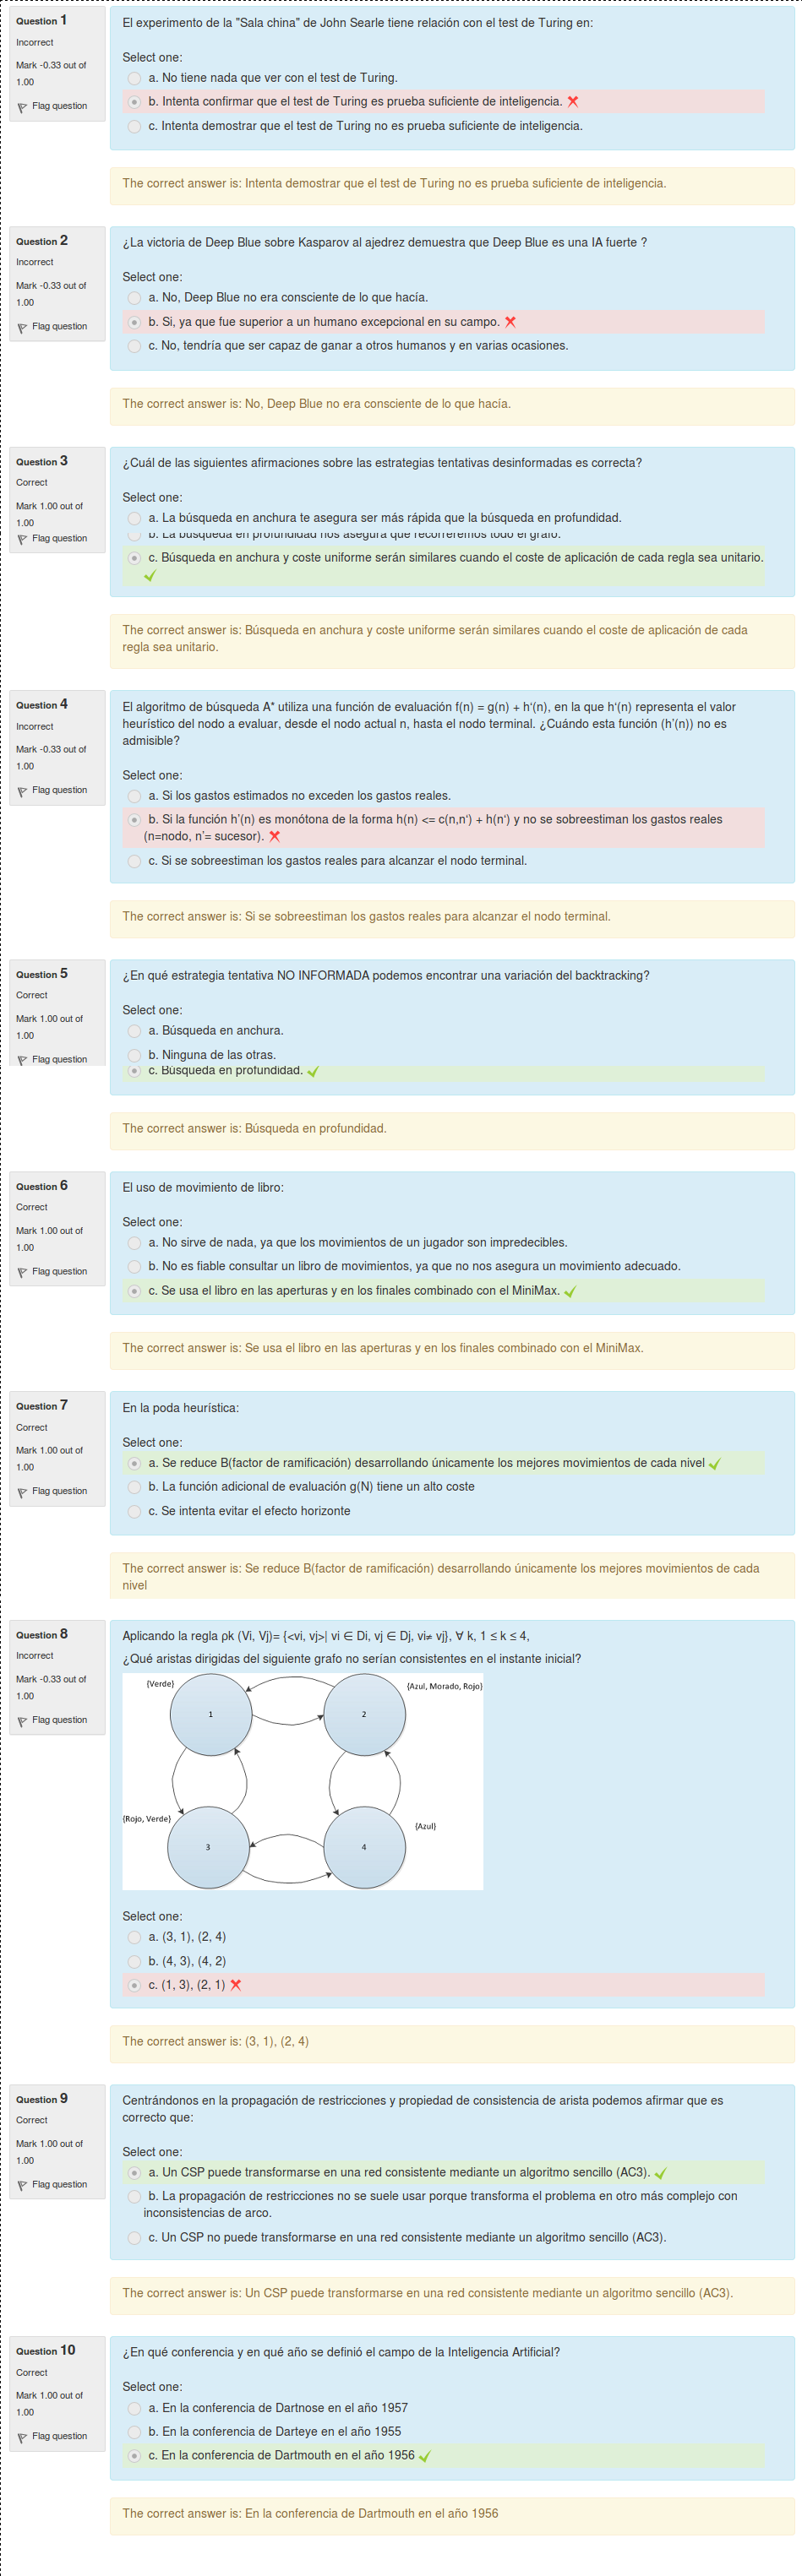 Question 1
Incorrect
Mark -0.33 out of
1.00
Flag question
El experimento de la "Sala china" de John Searle tiene relación con el test de Turing en:
Select one:
a. No tiene nada que ver con el test de Turing.
b. Intenta confirmar que el test de Turing es prueba suficiente de inteligencia.
c. Intenta demostrar que el test de Turing no es prueba suficiente de inteligencia.
The correct answer is: Intenta demostrar que el test de Turing no es prueba suficiente de inteligencia.
Question 2
Incorrect
Mark -0.33 out of
1.00
Flag question
¿La victoria de Deep Blue sobre Kasparov al ajedrez demuestra que Deep Blue es una IA fuerte ?
Select one:
a. No, Deep Blue no era consciente de lo que hacía.
b. Si, ya que fue superior a un humano excepcional en su campo.
c. No, tendría que ser capaz de ganar a otros humanos y en varias ocasiones.
The correct answer is: No, Deep Blue no era consciente de lo que hacía.
Question 3
Correct
Mark 1.00 out of
1.00
Flag question
¿Cuál de las siguientes afirmaciones sobre las estrategias tentativas desinformadas es correcta?
Select one:
a. La búsqueda en anchura te asegura ser más rápida que la búsqueda en profundidad.
b. La búsqueda en profundidad nos asegura que recorreremos todo el grafo.
c. Búsqueda en anchura y coste uniforme serán similares cuando el coste de aplicación de cada regla sea unitario.
The correct answer is: Búsqueda en anchura y coste uniforme serán similares cuando el coste de aplicación de cada
regla sea unitario.
Question 4
Incorrect
Mark -0.33 out of
1.00
Flag question
El algoritmo de búsqueda A* utiliza una función de evaluación f(n) = g(n) + h'(n), en la que h'(n) representa el valor
heurístico del nodo a evaluar, desde el nodo actual n, hasta el nodo terminal. ¿Cuándo esta función (h'(n)) no es
admisible?
Select one:
a. Si los gastos estimados no exceden los gastos reales.
b. Si la función h'(n) es monótona de la forma h(n) <= c(n,n') + h(n') y no se sobreestiman los gastos reales
(n=nodo, n'= sucesor).
c. Si se sobreestiman los gastos reales para alcanzar el nodo terminal.
The correct answer is: Si se sobreestiman los gastos reales para alcanzar el nodo terminal.
Question 5
Correct
Mark 1.00 out of
1.00
Flag question
¿En qué estrategia tentativa NO INFORMADA podemos encontrar una variación del backtracking?
Select one:
a. Búsqueda en anchura.
b. Ninguna de las otras.
c. Búsqueda en profundidad.
The correct answer is: Búsqueda en profundidad.
Question 6
Correct
Mark 1.00 out of
1.00
Flag question
El uso de movimiento de libro:
Select one:
a. No sirve de nada, ya que los movimientos de un jugador son impredecibles.
b. No es fiable consultar un libro de movimientos, ya que no nos asegura un movimiento adecuado.
c. Se usa el libro en las aperturas y en los finales combinado con el MiniMax.
The correct answer is: Se usa el libro en las aperturas y en los finales combinado con el MiniMax.
Question 7
Correct
Mark 1.00 out of
1.00
Flag question
En la poda heurística:
Select one:
a. Se reduce B(factor de ramificación) desarrollando únicamente los mejores movimientos de cada nivel
b. La función adicional de evaluación g(N) tiene un alto coste
c. Se intenta evitar el efecto horizonte
The correct answer is: Se reduce B(factor de ramificación) desarrollando únicamente los mejores movimientos de cada
nivel
Question 8
Incorrect
Mark -0.33 out of
1.00
Flag question
Aplicando la regla ρk (Vi, Vj)= {<vi, vj>| vi ∈ Di, vj ∈ Dj, vi≠ vj}, ∀ k, 1 ≤ k ≤ 4,
¿Qué aristas dirigidas del siguiente grafo no serían consistentes en el instante inicial?
{Verde}
{Azul, Morado, Rojo}
1
2
{Rojo, Verde}
{Azul}
3
4
Select one:
a. (3, 1), (2, 4)
b. (4, 3), (4, 2)
c. (1, 3), (2, 1)
The correct answer is: (3, 1), (2, 4)
Question 9
Correct
Mark 1.00 out of
1.00
Flag question
Centrándonos en la propagación de restricciones y propiedad de consistencia de arista podemos afirmar que es
correcto que:
Select one:
a. Un CSP puede transformarse en una red consistente mediante un algoritmo sencillo (AC3).
b. La propagación de restricciones no se suele usar porque transforma el problema en otro más complejo con
inconsistencias de arco.
c. Un CSP no puede transformarse en una red consistente mediante un algoritmo sencillo (AC3).
The correct answer is: Un CSP puede transformarse en una red consistente mediante un algoritmo sencillo (AC3).
Question 10
Correct
Mark 1.00 out of
1.00
Flag question
¿En qué conferencia y en qué año se definió el campo de la Inteligencia Artificial?
Select one:
a. En la conferencia de Dartnose en el año 1957
b. En la conferencia de Darteye en el año 1955
c. En la conferencia de Dartmouth en el año 1956
The correct answer is: En la conferencia de Dartmouth en el año 1956